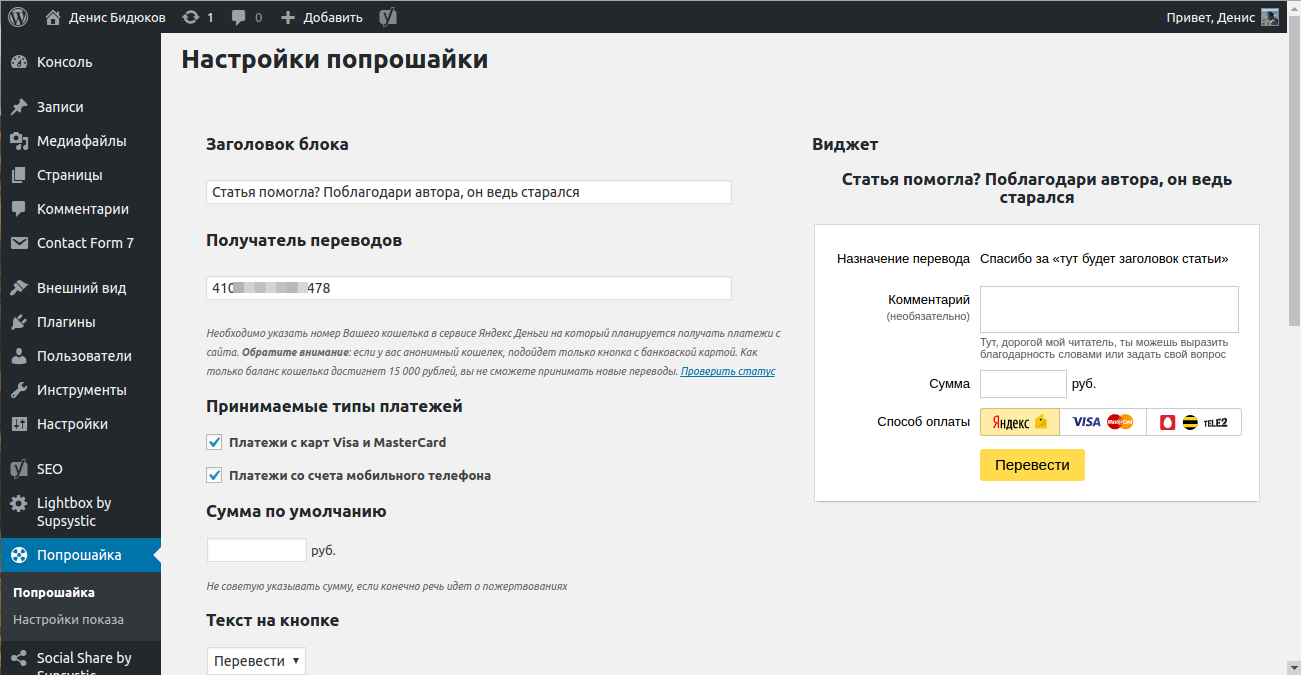 Денис Бидюков 1 0 Добавить Привет, Денис
Консоль
Записи
Медиафайлы
Страницы
Комментарии
Contact Form 7
Внешний вид
Плагины
Пользователи
Инструменты
Настройки
SEO
Lightbox by
Supsystic
Попрошайка
Попрошайка
Настройки показа
Social Share by
Supsystic
Настройки попрошайки
Заголовок блока
Статья помогла? Поблагодари автора, он ведь старался
Получатель переводов
410 478
Необходимо указать номер Вашего кошелька в сервисе Яндекс Деньги на который планируется получать платежи с
сайта. Обратите внимание: если у вас анонимный кошелек, подойдет только кнопка с банковской картой. Как
только баланс кошелька достигнет 15 000 рублей, вы не сможете принимать новые переводы. Проверить статус
Принимаемые типы платежей
Платежи с карт Visa и MasterCard
Платежи со счета мобильного телефона
Сумма по умолчанию
руб.
Не советую указывать сумму, если конечно речь идет о пожертвованиях
Текст на кнопке
Перевести
Виджет
Статья помогла? Поблагодари автора, он ведь
старался
Назначение перевода Спасибо за «тут будет заголовок статьи»
Комментарий
(необязательно)
Тут, дорогой мой читатель, ты можешь выразить
благодарность словами или задать свой вопрос
Сумма руб.
Способ оплаты Яндекс VISA MasterCard TELE2
Перевести